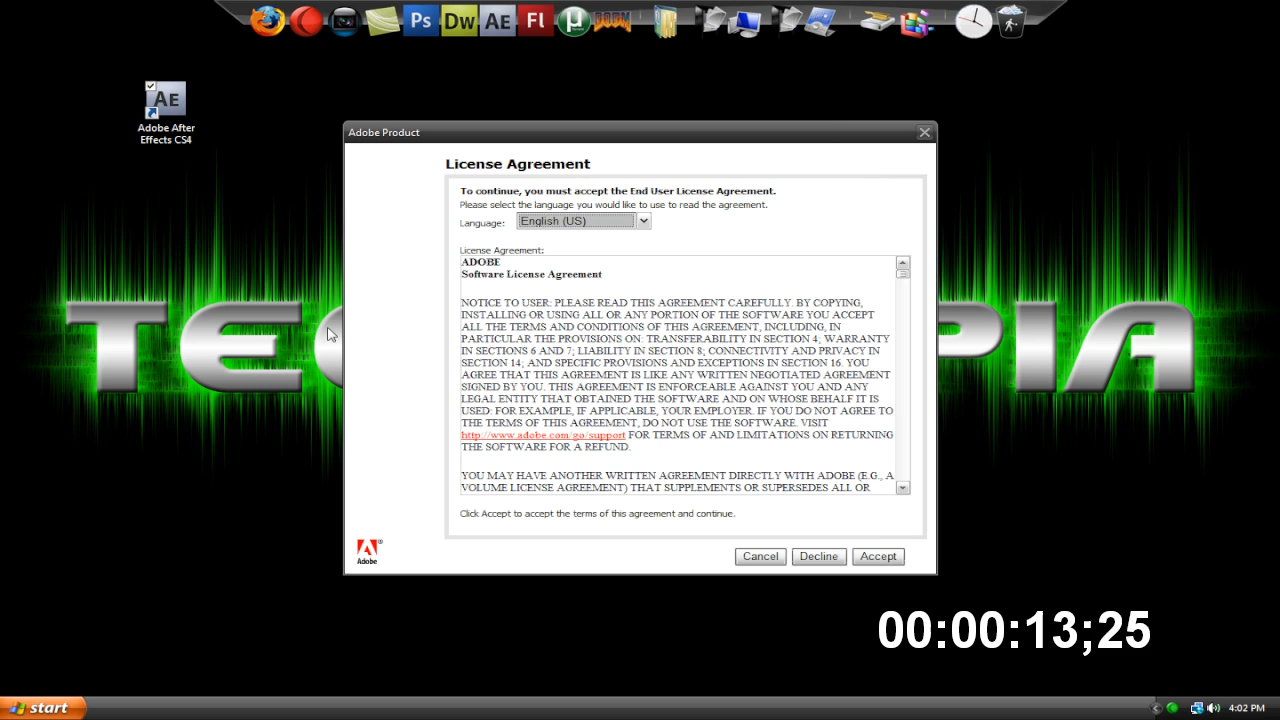 Ps Dw AE Fl µ DOOM
AE
Adobe After
Effects CS4
Adobe Product
License Agreement
To continue, you must accept the End User License Agreement.
Please select the language you would like to use to read the agreement.
Language: English (US)
License Agreement:
ADOBE
Software License Agreement
NOTICE TO USER: PLEASE READ THIS AGREEMENT CAREFULLY. BY COPYING,
INSTALLING OR USING ALL OR ANY PORTION OF THE SOFTWARE YOU ACCEPT
ALL THE TERMS AND CONDITIONS OF THIS AGREEMENT, INCLUDING, IN
PARTICULAR THE PROVISIONS ON: TRANSFERABILITY IN SECTION 4; WARRANTY
IN SECTIONS 6 AND 7; LIABILITY IN SECTION 8; CONNECTIVITY AND PRIVACY IN
SECTION 14; AND SPECIFIC PROVISIONS AND EXCEPTIONS IN SECTION 16. YOU
AGREE THAT THIS AGREEMENT IS LIKE ANY WRITTEN NEGOTIATED AGREEMENT
SIGNED BY YOU. THIS AGREEMENT IS ENFORCEABLE AGAINST YOU AND ANY
LEGAL ENTITY THAT OBTAINED THE SOFTWARE AND ON WHOSE BEHALF IT IS
USED: FOR EXAMPLE, IF APPLICABLE, YOUR EMPLOYER. IF YOU DO NOT AGREE TO
THE TERMS OF THIS AGREEMENT, DO NOT USE THE SOFTWARE. VISIT
http://www.adobe.com/go/support FOR TERMS OF AND LIMITATIONS ON RETURNING
THE SOFTWARE FOR A REFUND.
YOU MAY HAVE ANOTHER WRITTEN AGREEMENT DIRECTLY WITH ADOBE (E.G., A
VOLUME LICENSE AGREEMENT) THAT SUPPLEMENTS OR SUPERSEDES ALL OR
Click Accept to accept the terms of this agreement and continue.
Adobe
Cancel Decline Accept
TEC PIA
00:00:13;25
start
4:02 PM